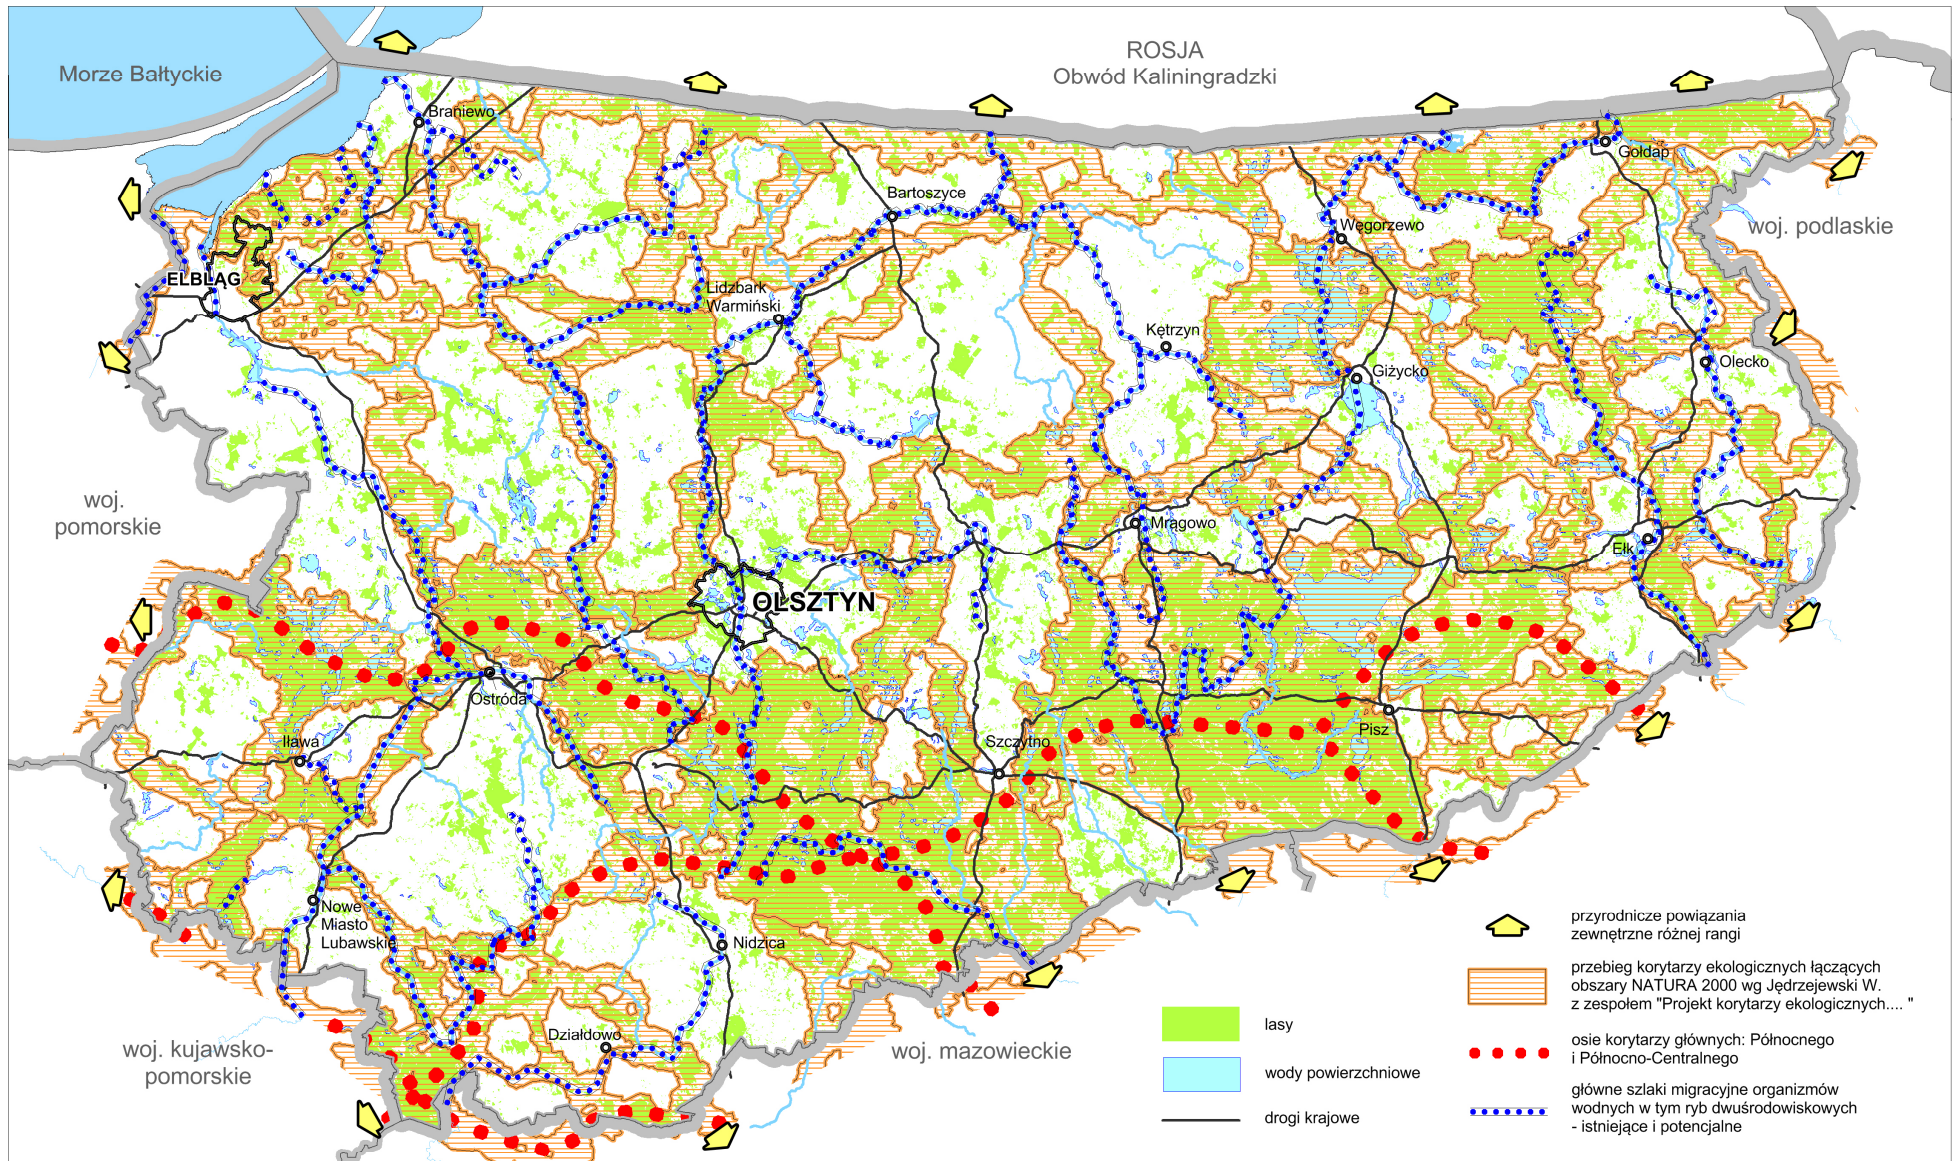 ROSJA
Obwód Kaliningradzki
Morze Bałtyckie
Braniewo
Gołdap
Bartoszyce
Węgorzewo
woj. podlaskie
ELBLĄG
Lidzbark
Warmiński
Kętrzyn
Giżycko
Olecko
woj.
pomorskie
Mrągowo
Ełk
OLSZTYN
Ostróda
Iława
Szczytno
Pisz
Nowe
Miasto
Lubawskie
Nidzica
Działdowo
woj. kujawsko-
pomorskie
woj. mazowieckie
lasy
wody powierzchniowe
drogi krajowe
przyrodnicze powiązania
zewnętrzne różnej rangi
przebieg korytarzy ekologicznych łączących
obszary NATURA 2000 wg Jędrzejewski W.
z zespołem "Projekt korytarzy ekologicznych.... "
osie korytarzy głównych: Północnego
i Północno-Centralnego
główne szlaki migracyjne organizmów
wodnych w tym ryb dwuśrodowiskowych
- istniejące i potencjalne